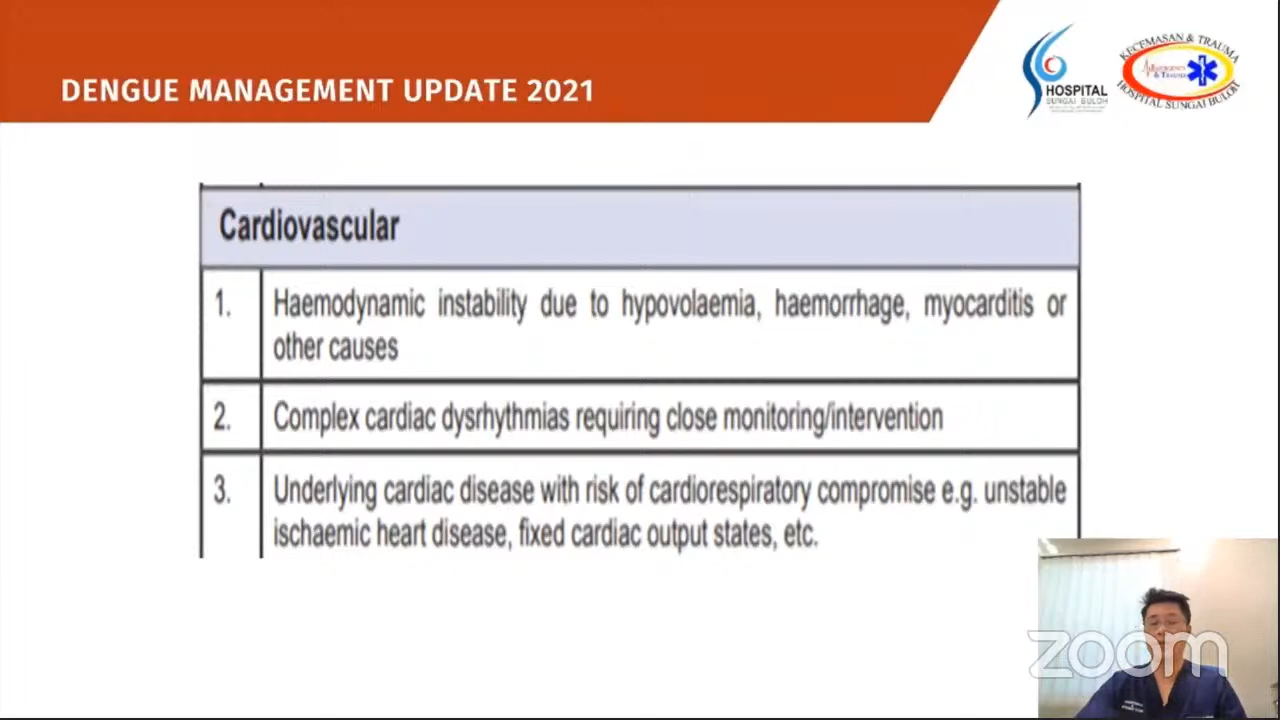 DENGUE MANAGEMENT UPDATE 2021
HOSPITAL
SUNGAI BULOH
KECEMASAN & TRAUMA
EMERGENCY
& TRAUMA
HOSPITAL SUNGAI BULOH
Cardiovascular
1. Haemodynamic instability due to hypovolaemia, haemorrhage, myocarditis or
other causes
2. Complex cardiac dysrhythmias requiring close monitoring/intervention
3. Underlying cardiac disease with risk of cardiorespiratory compromise e.g. unstable
ischaemic heart disease, fixed cardiac output states, etc.
zoom